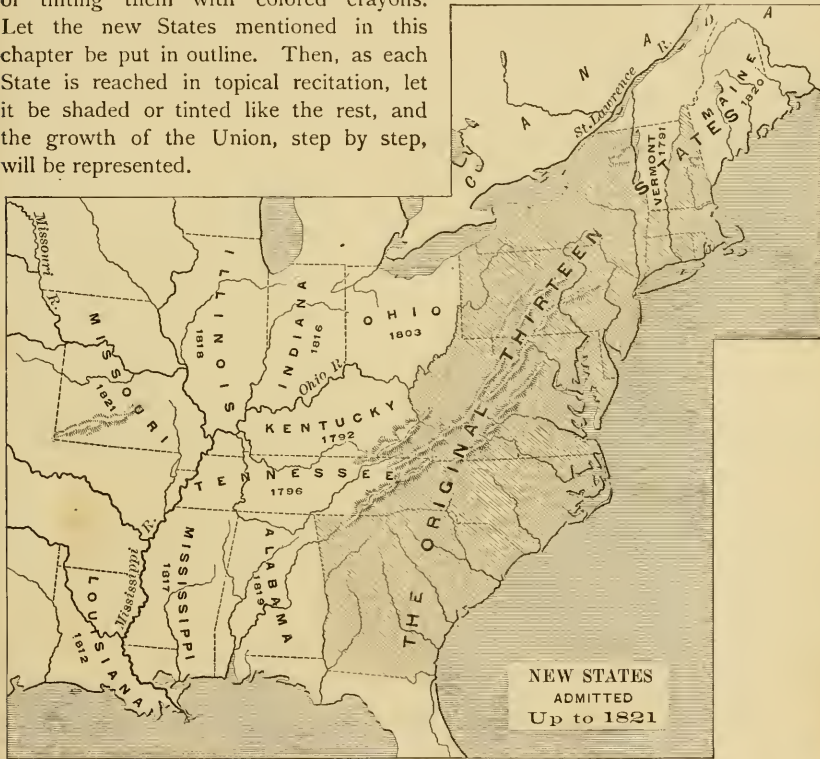 or tinting them with colored crayons.
Let the new States mentioned in this
chapter be put in outline. Then, as each
State is reached in topical recitation, let
it be shaded or tinted like the rest, and
the growth of the Union, step by step,
will be represented.
CANADA
St. Lawrence R.
MAINE
1820
VERMONT
1791
THE ORIGINAL THIRTEEN STATES
Missouri R.
ILLINOIS
1818
INDIANA
1816
OHIO
1803
MISSOURI
1821
Ohio R.
KENTUCKY
1792
TENNESSEE
1796
Mississippi R.
MISSISSIPPI
1817
ALABAMA
1819
LOUISIANA
1812
NEW STATES
ADMITTED
Up to 1821